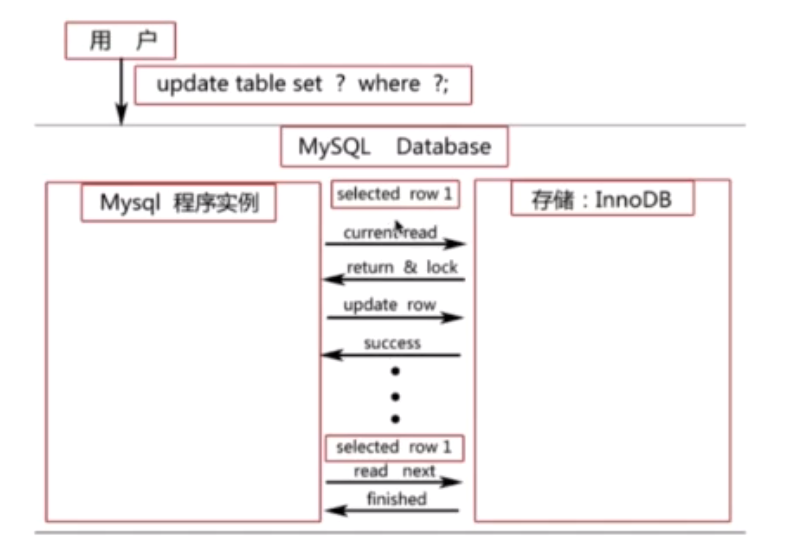 用 户
update table set ? where ?;
MySQL Database
Mysql 程序实例
selected row 1
存储：InnoDB
current read
return & lock
update row
success
selected row 1
read next
finished